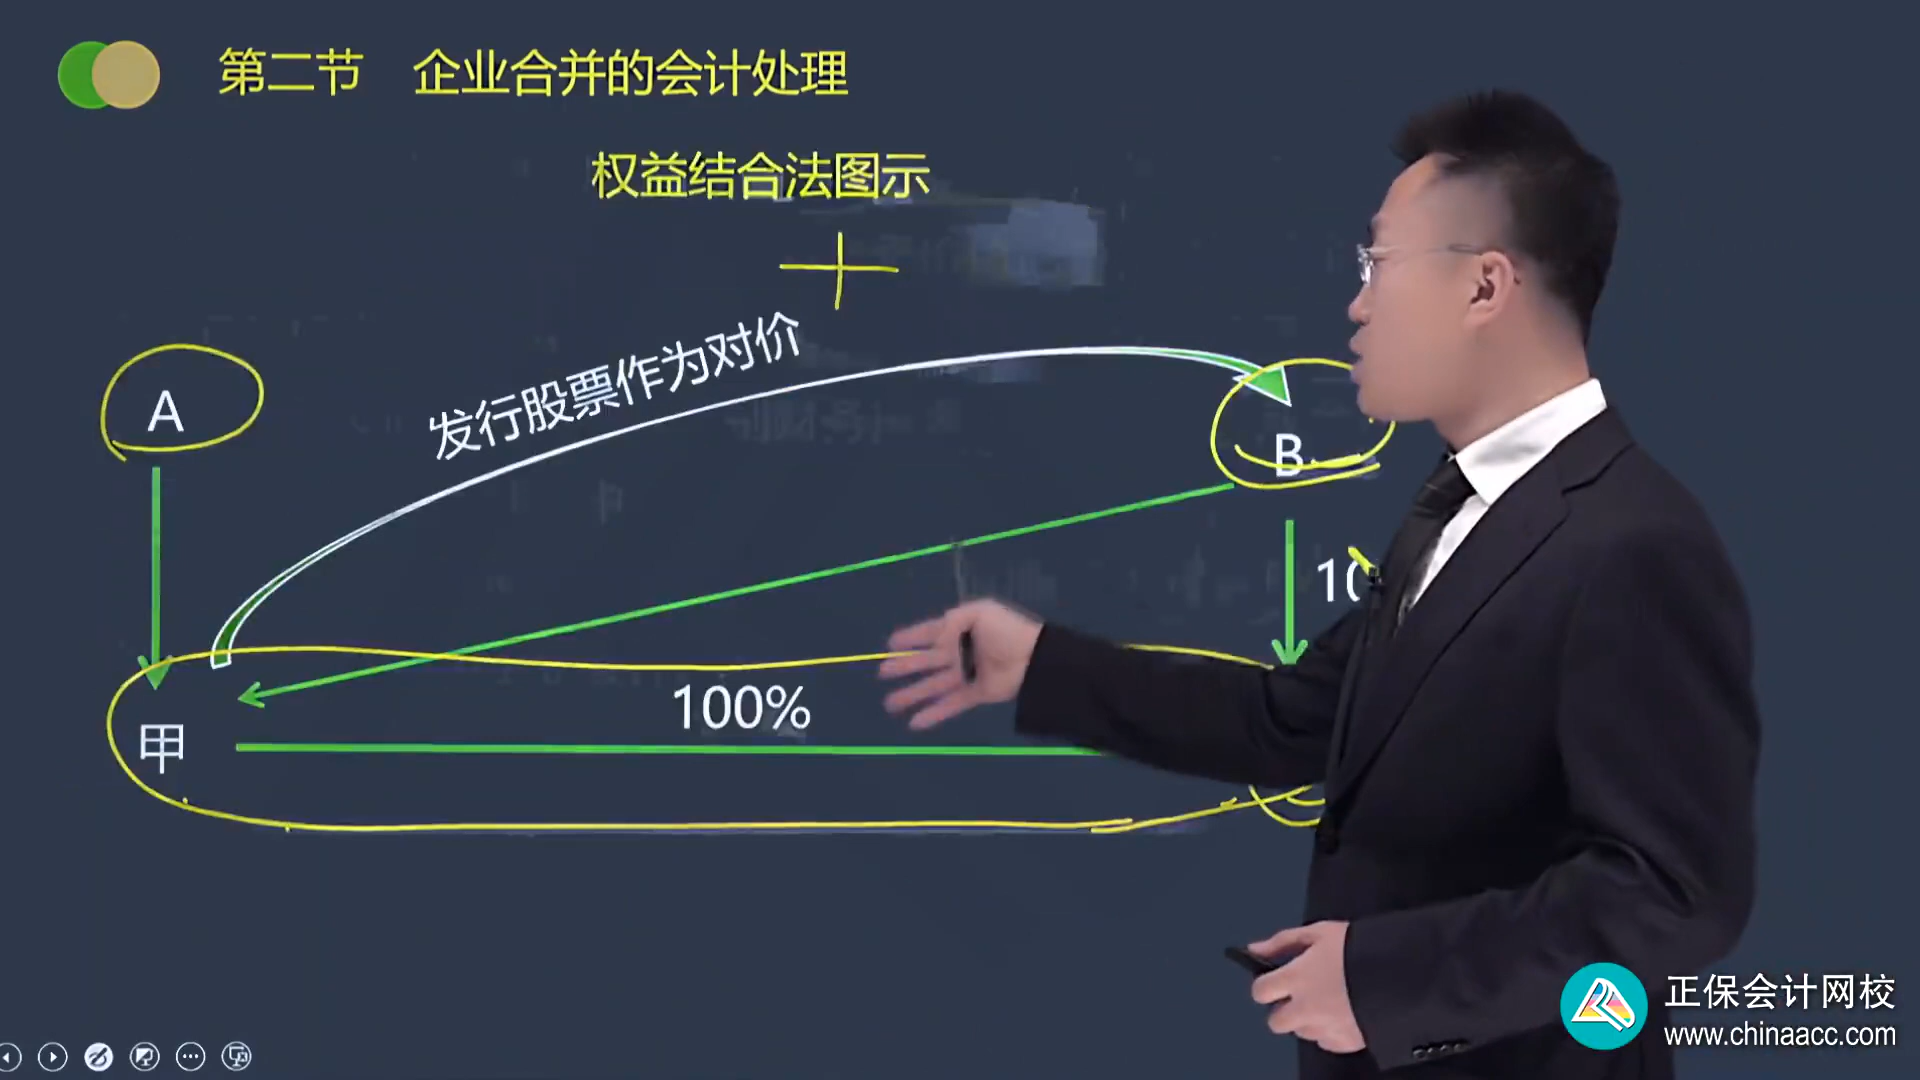 第二节 企业合并的会计处理
权益结合法图示
发行股票作为对价
A
B
10
100%
甲
正保会计网校
www.chinaacc.com